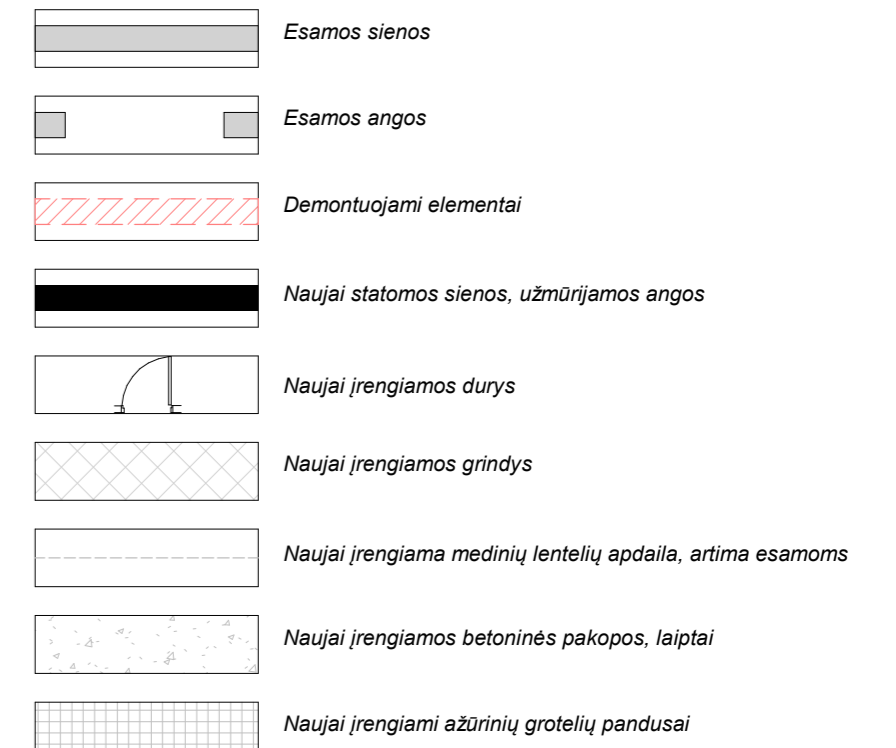 Esamos sienos
Esamos angos
Demontuojami elementai
Naujai statomos sienos, užmūrijamos angos
Naujai įrengiamos durys
Naujai įrengiamos grindys
Naujai įrengiama medinių lentelių apdaila, artima esamoms
Naujai įrengiamos betoninės pakopos, laiptai
Naujai įrengiami ažūrinių grotelių pandusai